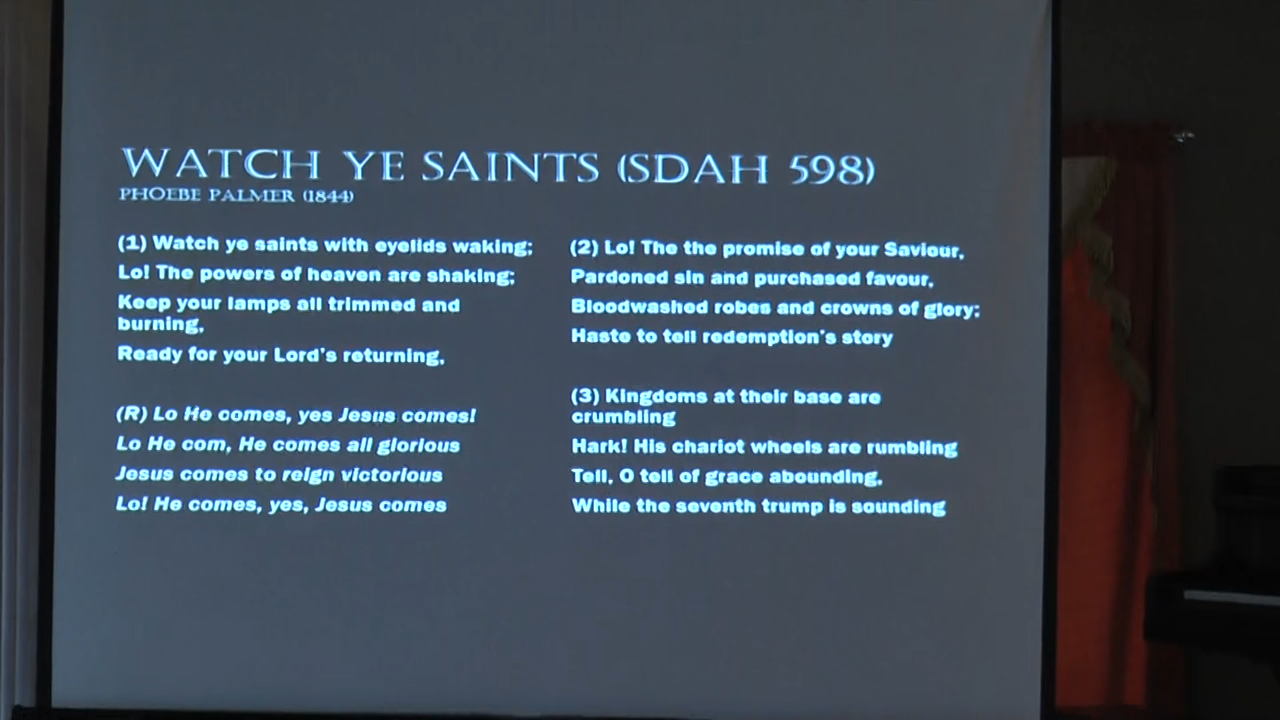 WATCH YE SAINTS (SDAH 598)
PHOEBE PALMER (1844)
(1) Watch ye saints with eyelids waking;
Lo! The powers of heaven are shaking;
Keep your lamps all trimmed and
burning,
Ready for your Lord's returning.
(R) Lo He comes, yes Jesus comes!
Lo He com, He comes all glorious
Jesus comes to reign victorious
Lo! He comes, yes, Jesus comes
(2) Lo! The the promise of your Saviour,
Pardoned sin and purchased favour,
Bloodwashed robes and crowns of glory;
Haste to tell redemption's story
(3) Kingdoms at their base are
crumbling
Hark! His chariot wheels are rumbling
Tell, O tell of grace abounding,
While the seventh trump is sounding